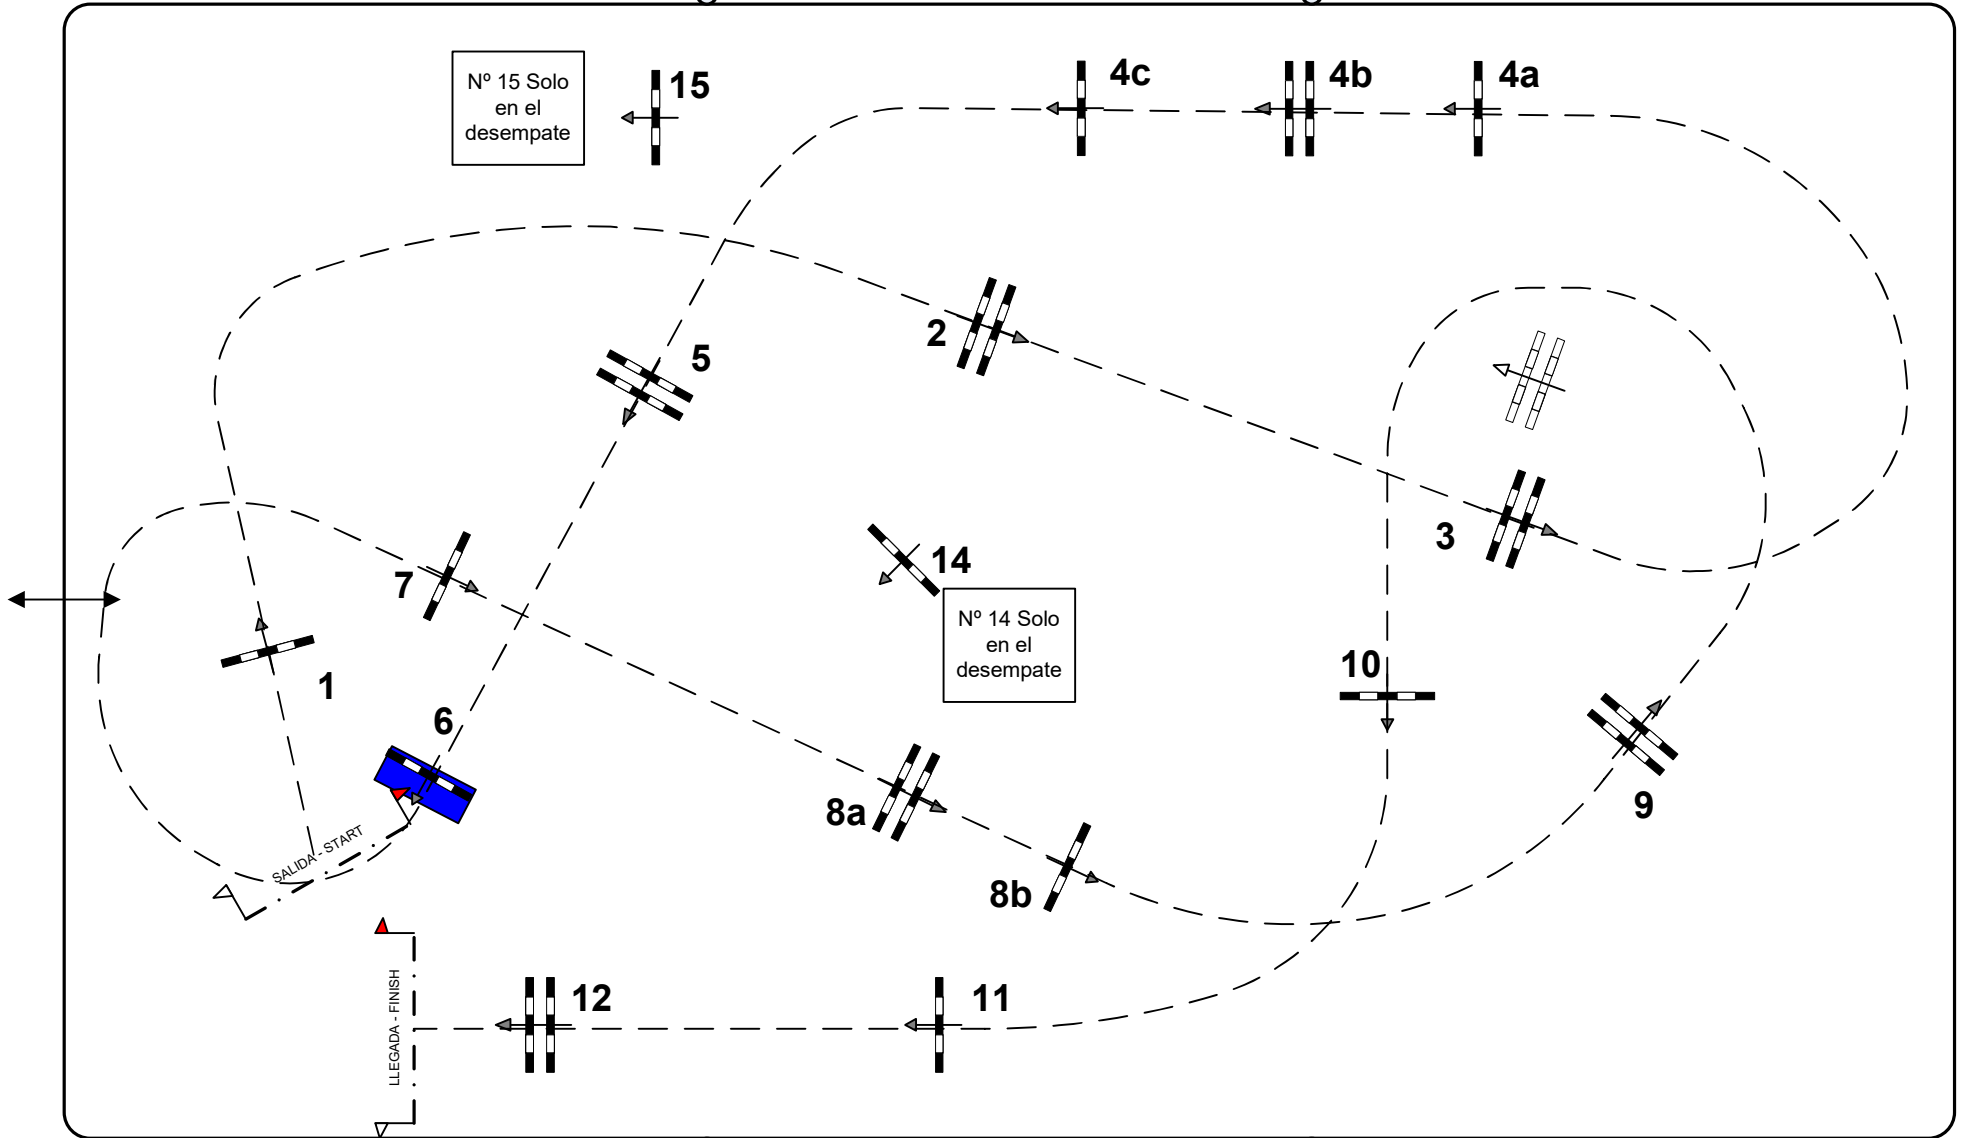 Nº 15 Solo
en el
desempate
15
4c
4b
4a
2
5
3
7
14
Nº 14 Solo
en el
desempate
1
10
6
8a
9
8b
SALIDA - START
12
11
LLEGADA - FINISH